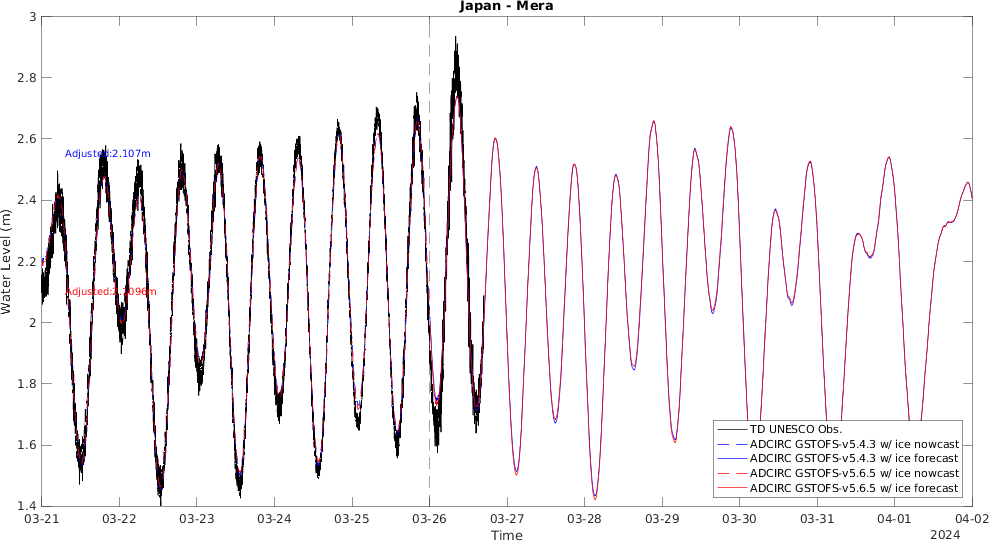 Japan - Mera
3
2.8
2.6
2.4
2.2
2
1.8
1.6
1.4
Water Level (m)
Adjusted:2.107m
Adjusted:2.1096m
TD UNESCO Obs.
ADCIRC GSTOFS-v5.4.3 w/ ice nowcast
ADCIRC GSTOFS-v5.4.3 w/ ice forecast
ADCIRC GSTOFS-v5.6.5 w/ ice nowcast
ADCIRC GSTOFS-v5.6.5 w/ ice forecast
03-21 03-22 03-23 03-24 03-25 03-26 03-27 03-28 03-29 03-30 03-31 04-01 04-02
Time
2024